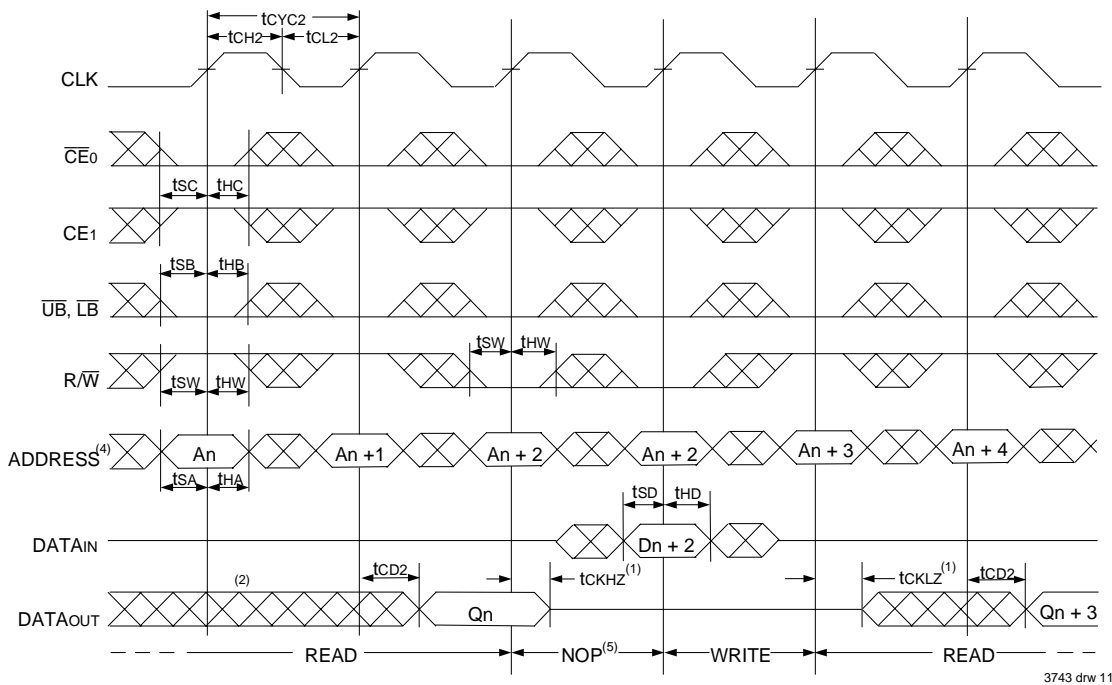 tCYC2
tCH2 tCL2
CLK
CE0
tSC tHC
CE1
tSB tHB
UB, LB
tSW tHW
R/W
tSW tHW
ADDRESS(4) An An +1 An + 2 An + 2 An + 3 An + 4
tSA tHA
tSD tHD
DATAIN Dn + 2
(2) tCD2 tCKHZ(1) tCKLZ(1) tCD2
DATAOUT Qn Qn + 3
READ NOP(5) WRITE READ
3743 drw 11